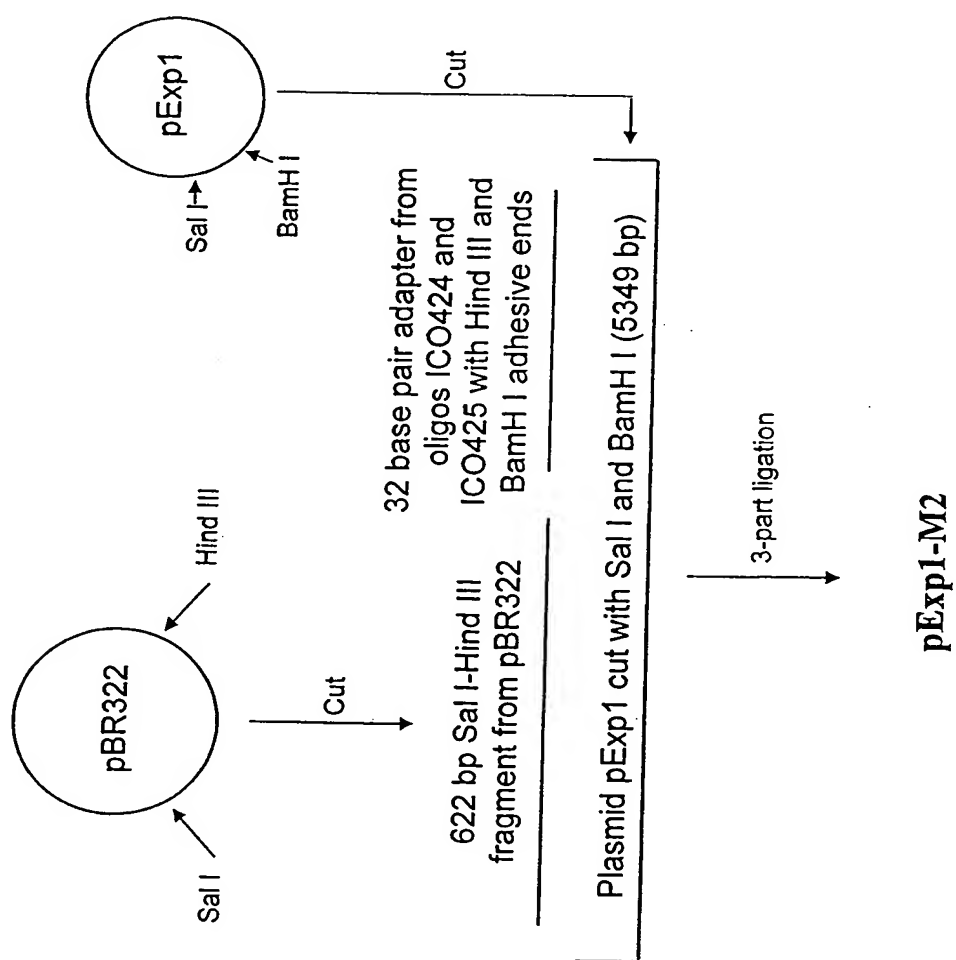 pBR322
Sal I
Hind III
Cut
pExp1
Sal I
BamH I
Cut
622 bp Sal I-Hind III
fragment from pBR322
32 base pair adapter from
oligos ICO424 and
ICO425 with Hind III and
BamH I adhesive ends
Plasmid pExp1 cut with Sal I and BamH I (5349 bp)
3-part ligation
pExp1-M2